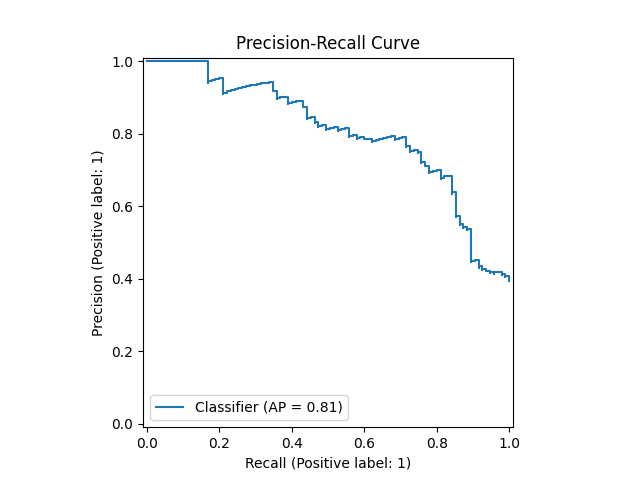 Precision-Recall Curve
1.0
0.8
0.6
0.4
0.2
0.0
Precision (Positive label: 1)
Classifier (AP = 0.81)
0.0 0.2 0.4 0.6 0.8 1.0
Recall (Positive label: 1)